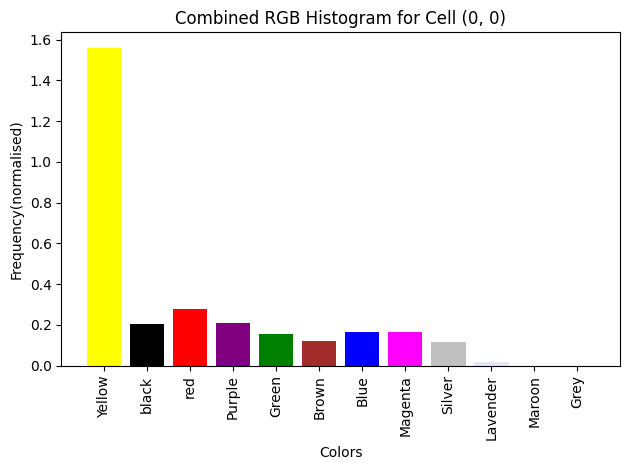 Combined RGB Histogram for Cell (0, 0)
Frequency(normalised)
1.6
1.4
1.2
1.0
0.8
0.6
0.4
0.2
0.0
Yellow
black
red
Purple
Green
Brown
Blue
Magenta
Silver
Lavender
Maroon
Grey
Colors